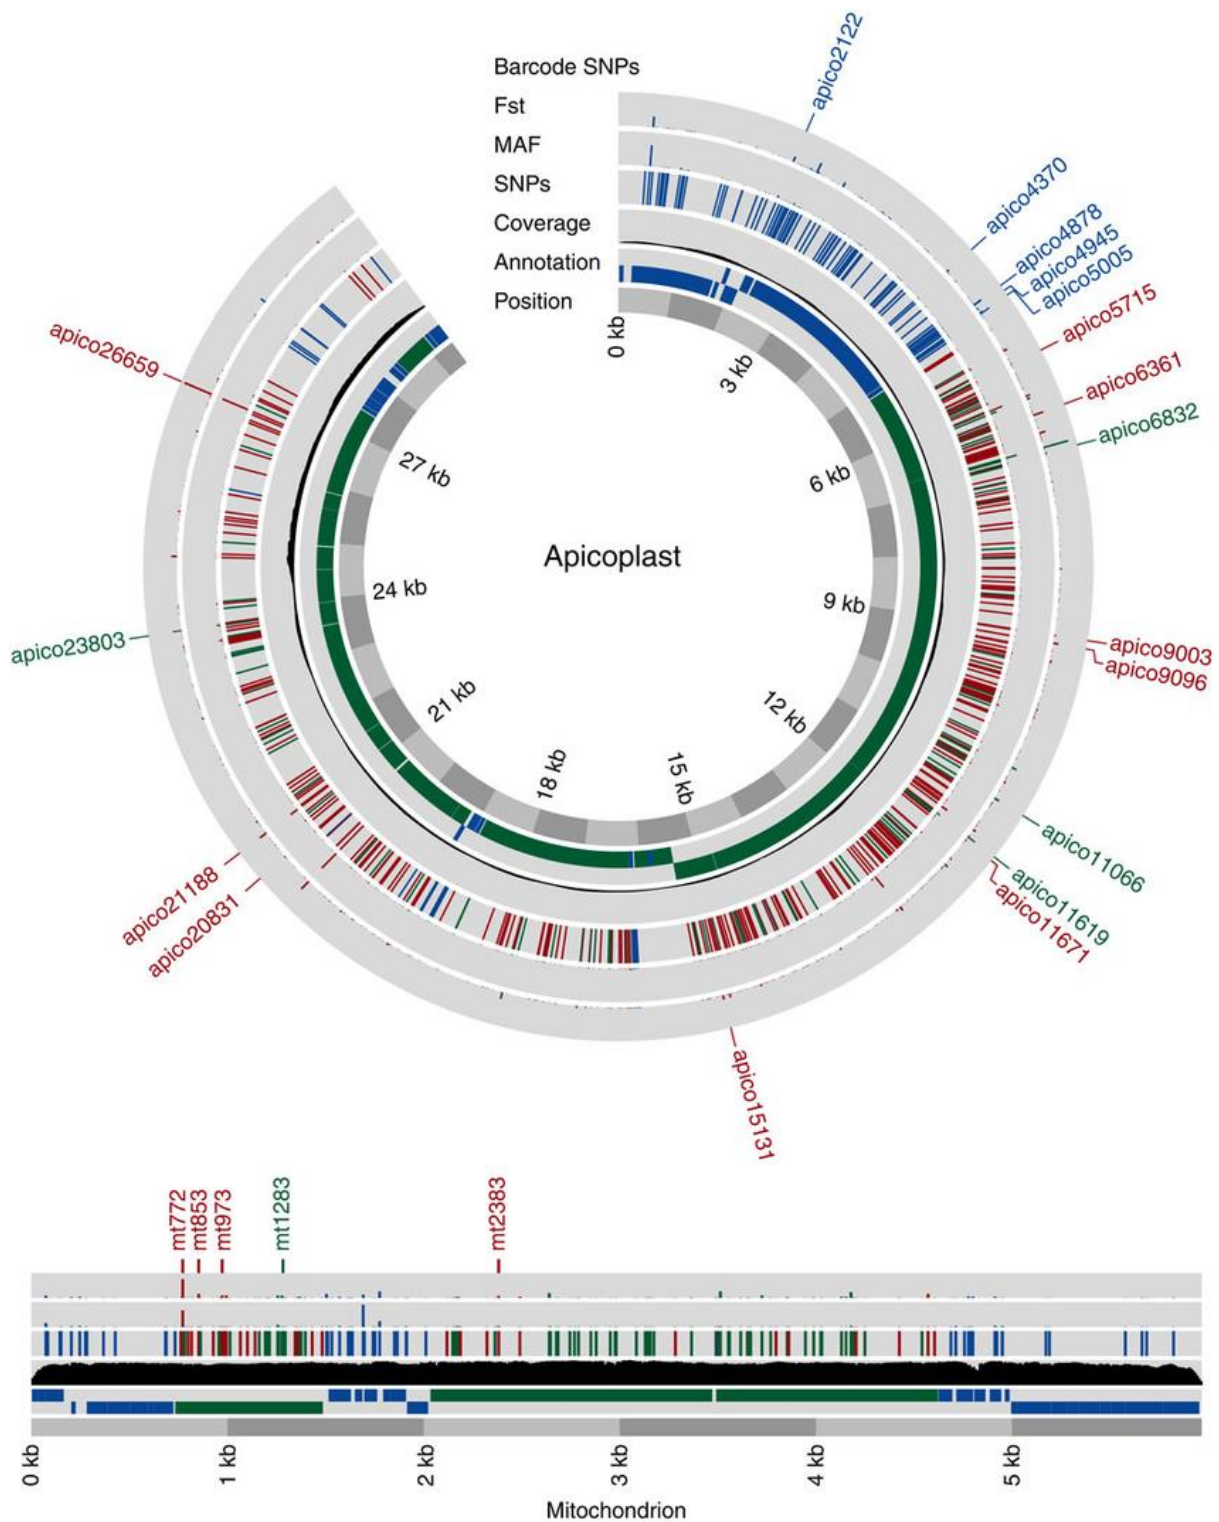 Barcode SNPs
Fst
MAF
SNPs
Coverage
Annotation
Position
apico2122
apico4370
apico4878
apico4945
apico5005
apico5715
apico6361
apico6832
apico9003
apico9096
apico11066
apico11619
apico11671
apico15131
apico20831
apico21188
apico23803
apico26659
0 kb
3 kb
6 kb
9 kb
12 kb
15 kb
18 kb
21 kb
24 kb
27 kb
Apicoplast
mt772
mt853
mt973
mt1283
mt2383
0 kb
1 kb
2 kb
3 kb
4 kb
5 kb
Mitochondrion